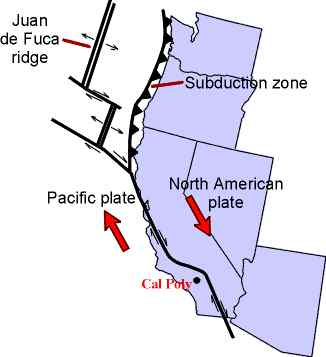 Juan
de Fuca
ridge
Subduction zone
Pacific plate
North American
plate
Cal Poly